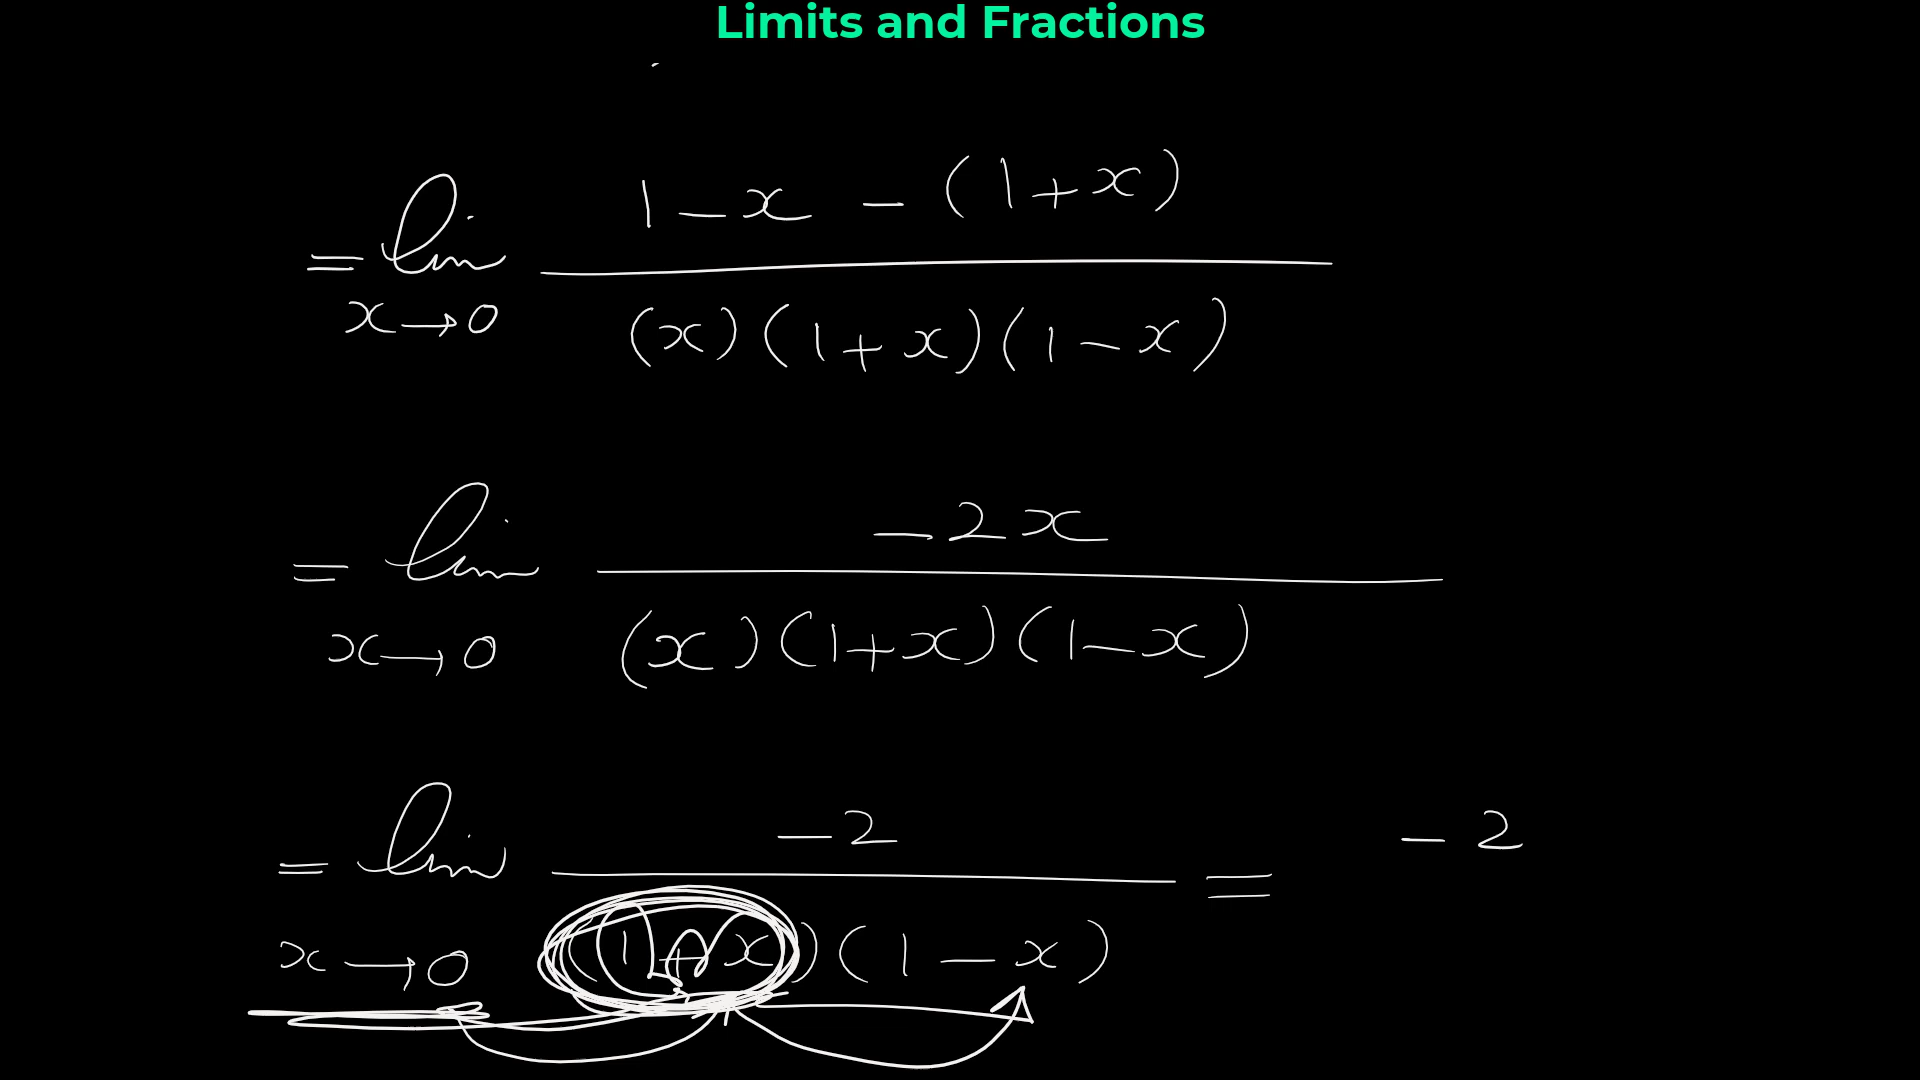 Limits and Fractions
1 - x - (1 + x)
= lim
x → 0
(x)(1 + x)(1 - x)
-2x
= lim
x → 0
(x)(1 + x)(1 - x)
-2
= lim = -2
x → 0 (1 + x)(1 - x)